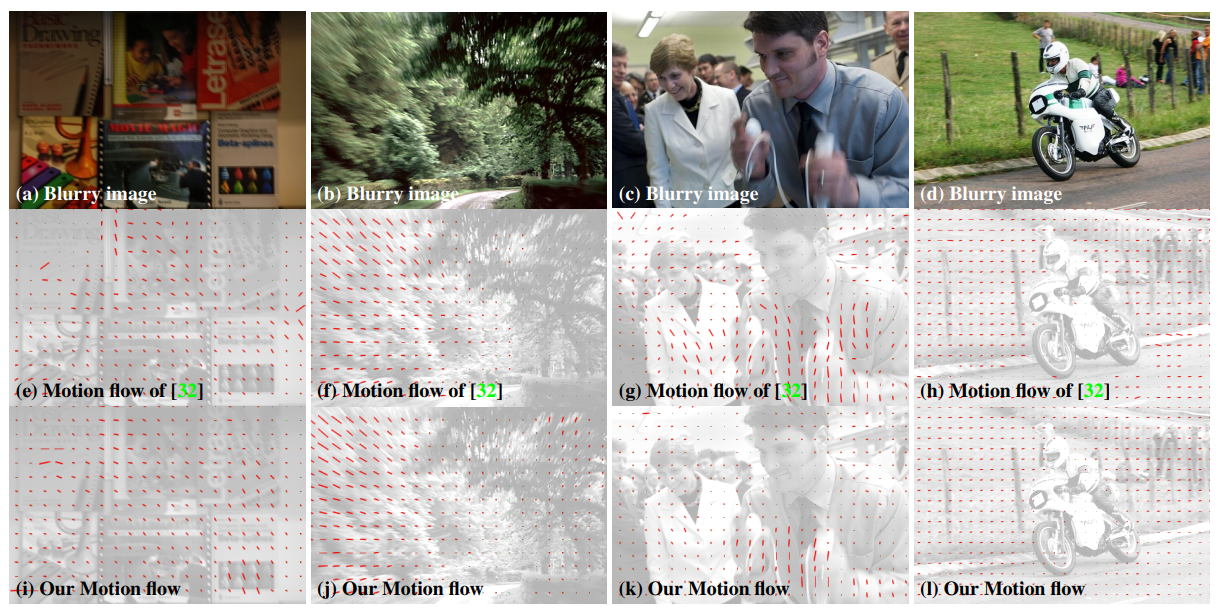 Basic
Drawing
Letras
MOVIE MAGIC
Beta-splines
(a) Blurry image
(b) Blurry image
(c) Blurry image
(d) Blurry image
(e) Motion flow of [32]
(f) Motion flow of [32]
(g) Motion flow of [32]
(h) Motion flow of [32]
(i) Our Motion flow
(j) Our Motion flow
(k) Our Motion flow
(l) Our Motion flow